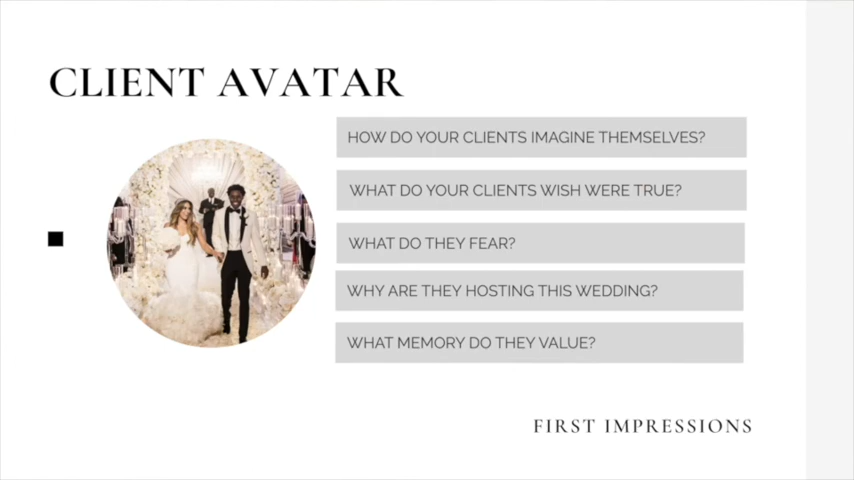 CLIENT AVATAR
HOW DO YOUR CLIENTS IMAGINE THEMSELVES?
WHAT DO YOUR CLIENTS WISH WERE TRUE?
WHAT DO THEY FEAR?
WHY ARE THEY HOSTING THIS WEDDING?
WHAT MEMORY DO THEY VALUE?
FIRST IMPRESSIONS